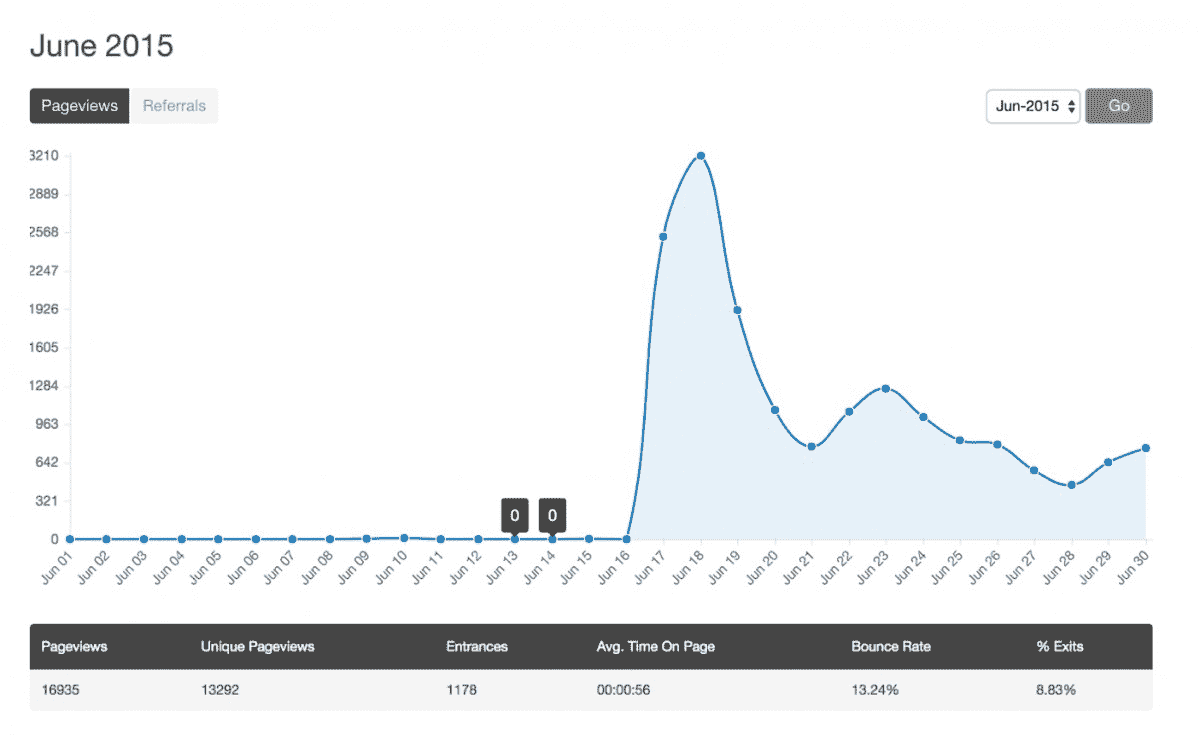 June 2015
Pageviews Referrals
Jun-2015 Go
3210
2889
2568
2247
1926
1605
1284
963
642
321
0
0 0
Jun 01 Jun 02 Jun 03 Jun 04 Jun 05 Jun 06 Jun 07 Jun 08 Jun 09 Jun 10 Jun 11 Jun 12 Jun 13 Jun 14 Jun 15 Jun 16 Jun 17 Jun 18 Jun 19 Jun 20 Jun 21 Jun 22 Jun 23 Jun 24 Jun 25 Jun 26 Jun 27 Jun 28 Jun 29 Jun 30
Pageviews Unique Pageviews Entrances Avg. Time On Page Bounce Rate % Exits
16935 13292 1178 00:00:56 13.24% 8.83%